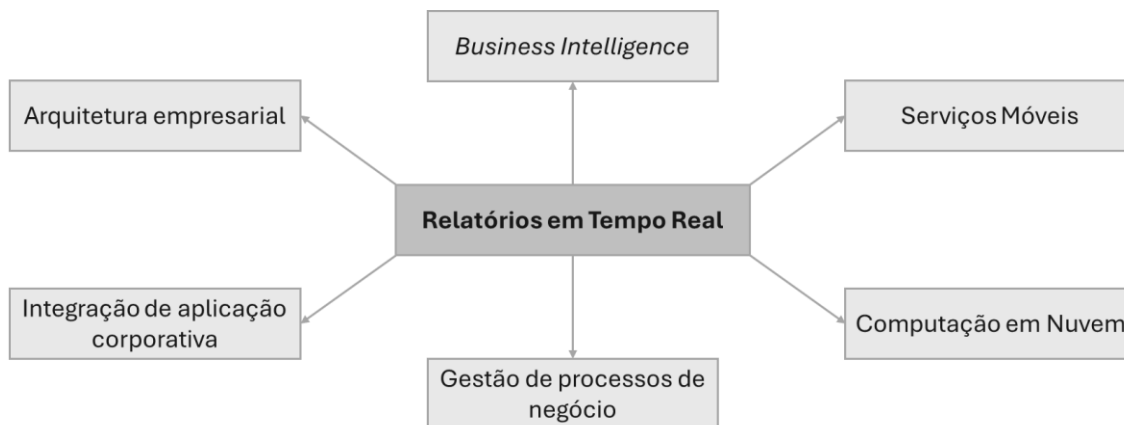 Business Intelligence
Arquitetura empresarial
Serviços Móveis
Relatórios em Tempo Real
Integração de aplicação
corporativa
Computação em Nuvem
Gestão de processos de
negócio